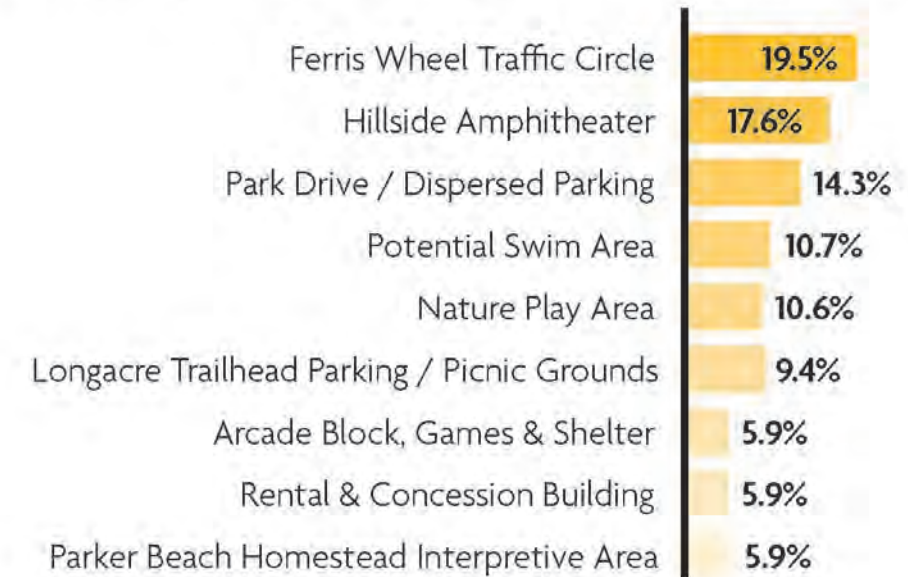 Ferris Wheel Traffic Circle 19.5%
Hillside Amphitheater 17.6%
Park Drive / Dispersed Parking 14.3%
Potential Swim Area 10.7%
Nature Play Area 10.6%
Longacre Trailhead Parking / Picnic Grounds 9.4%
Arcade Block, Games & Shelter 5.9%
Rental & Concession Building 5.9%
Parker Beach Homestead Interpretive Area 5.9%